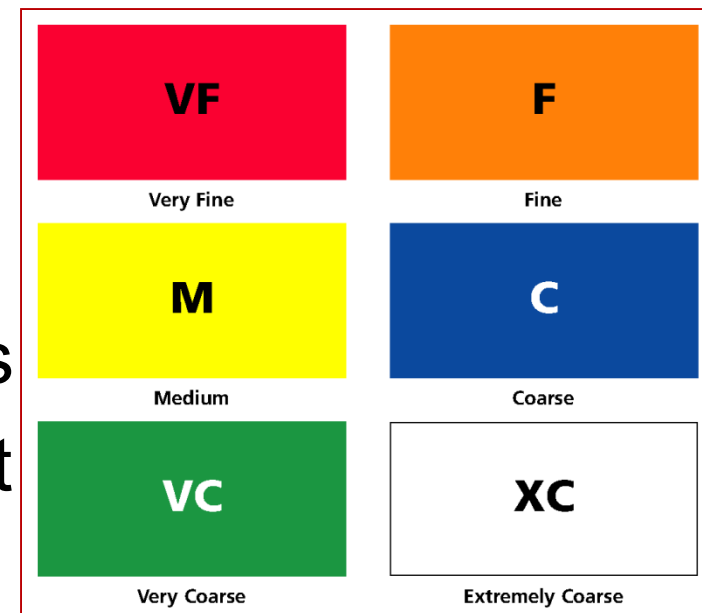 VF F
Very Fine Fine
M C
s
Medium Coarse
t
VC XC
Very Coarse Extremely Coarse